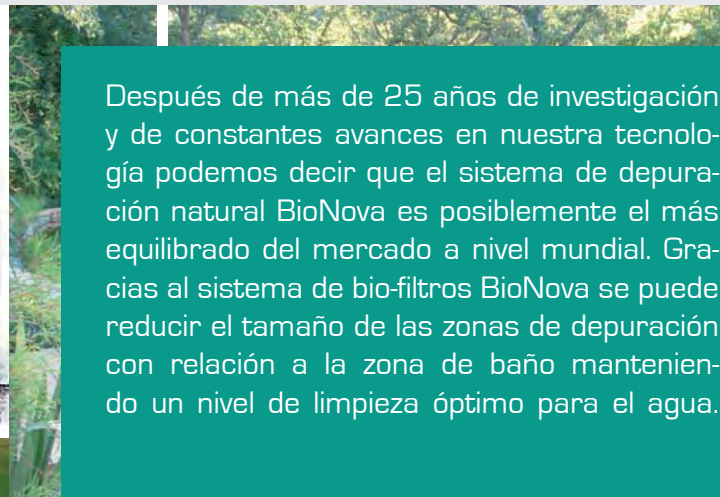 Después de más de 25 años de investigación
y de constantes avances en nuestra tecnolo-
gía podemos decir que el sistema de depura-
ción natural BioNova es posiblemente el más
equilibrado del mercado a nivel mundial. Gra-
cias al sistema de bio-filtros BioNova se puede
reducir el tamaño de las zonas de depuración
con relación a la zona de baño mantenien-
do un nivel de limpieza óptimo para el agua.